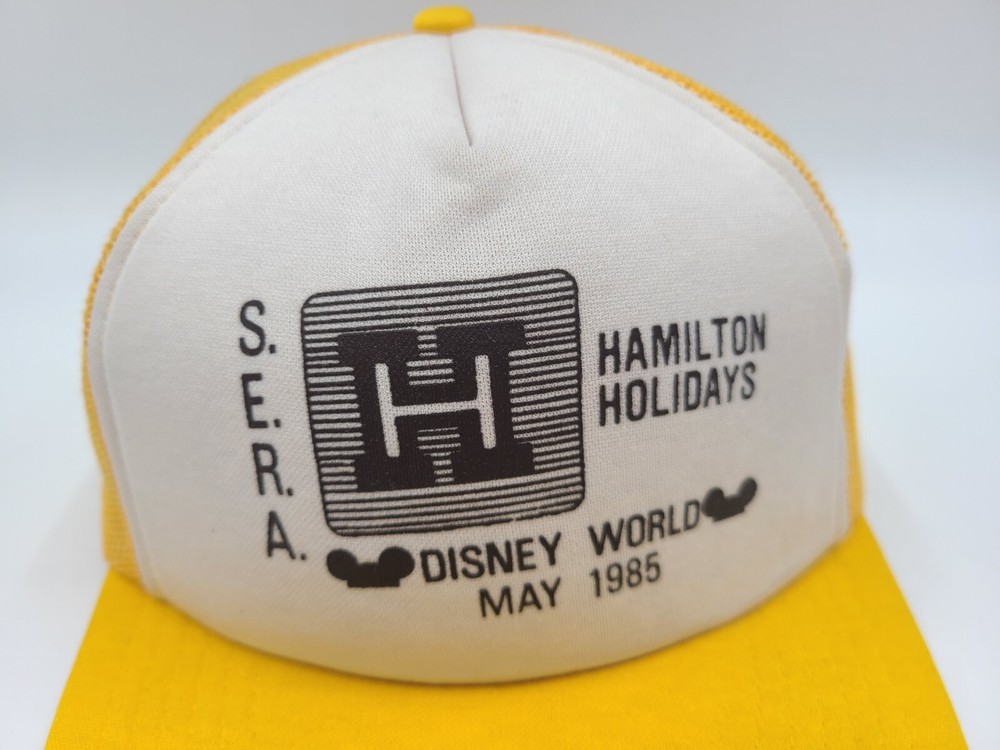 S.
E.
R.
A.
H
HAMILTON
HOLIDAYS
DISNEY WORLD
MAY 1985